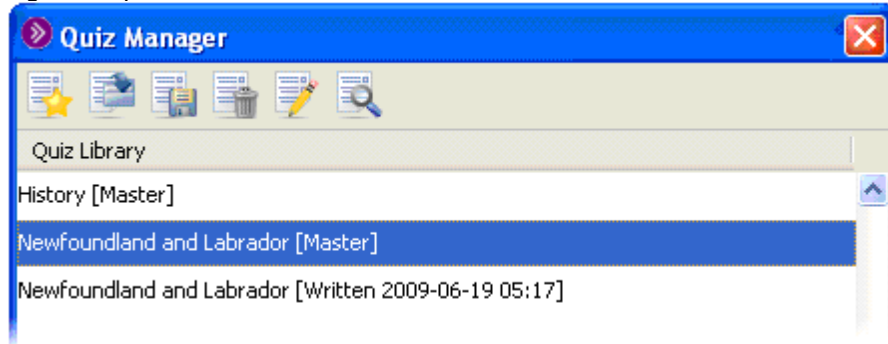 Quiz Manager
Quiz Library
History [Master]
Newfoundland and Labrador [Master]
Newfoundland and Labrador [Written 2009-06-19 05:17]